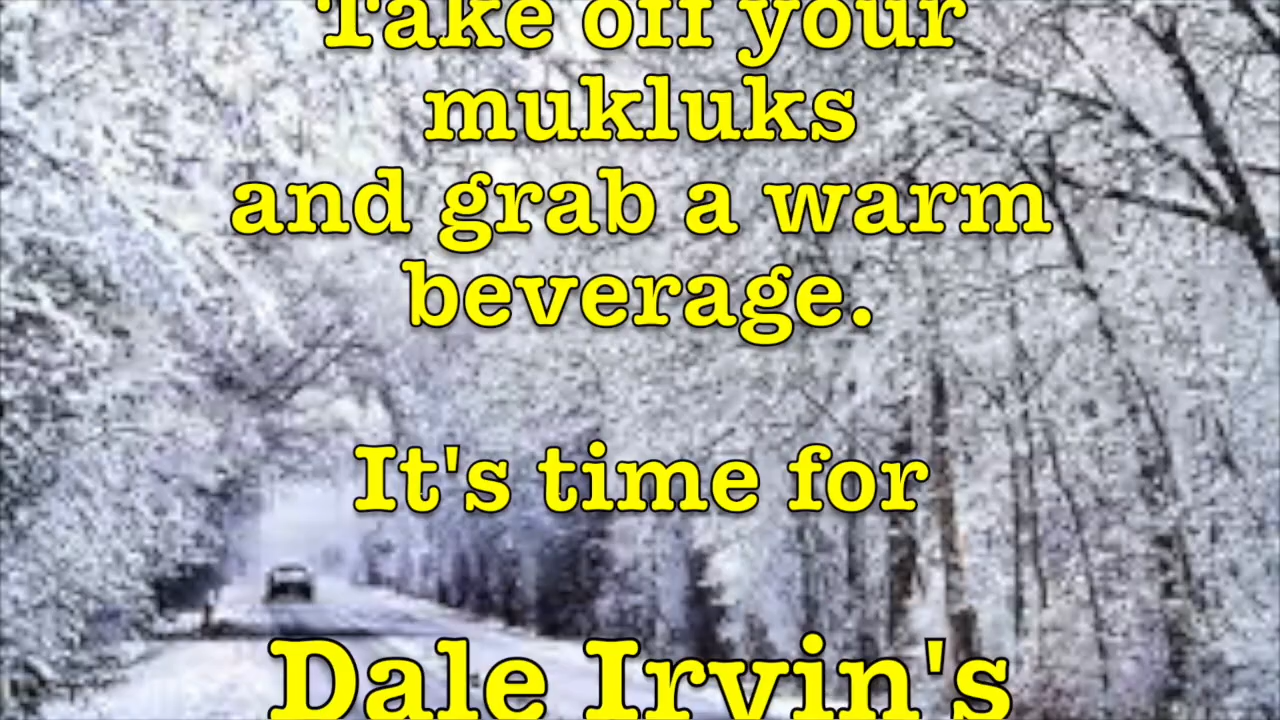 Take off your
mukluks
and grab a warm
beverage.
It's time for
Dale Irvin's